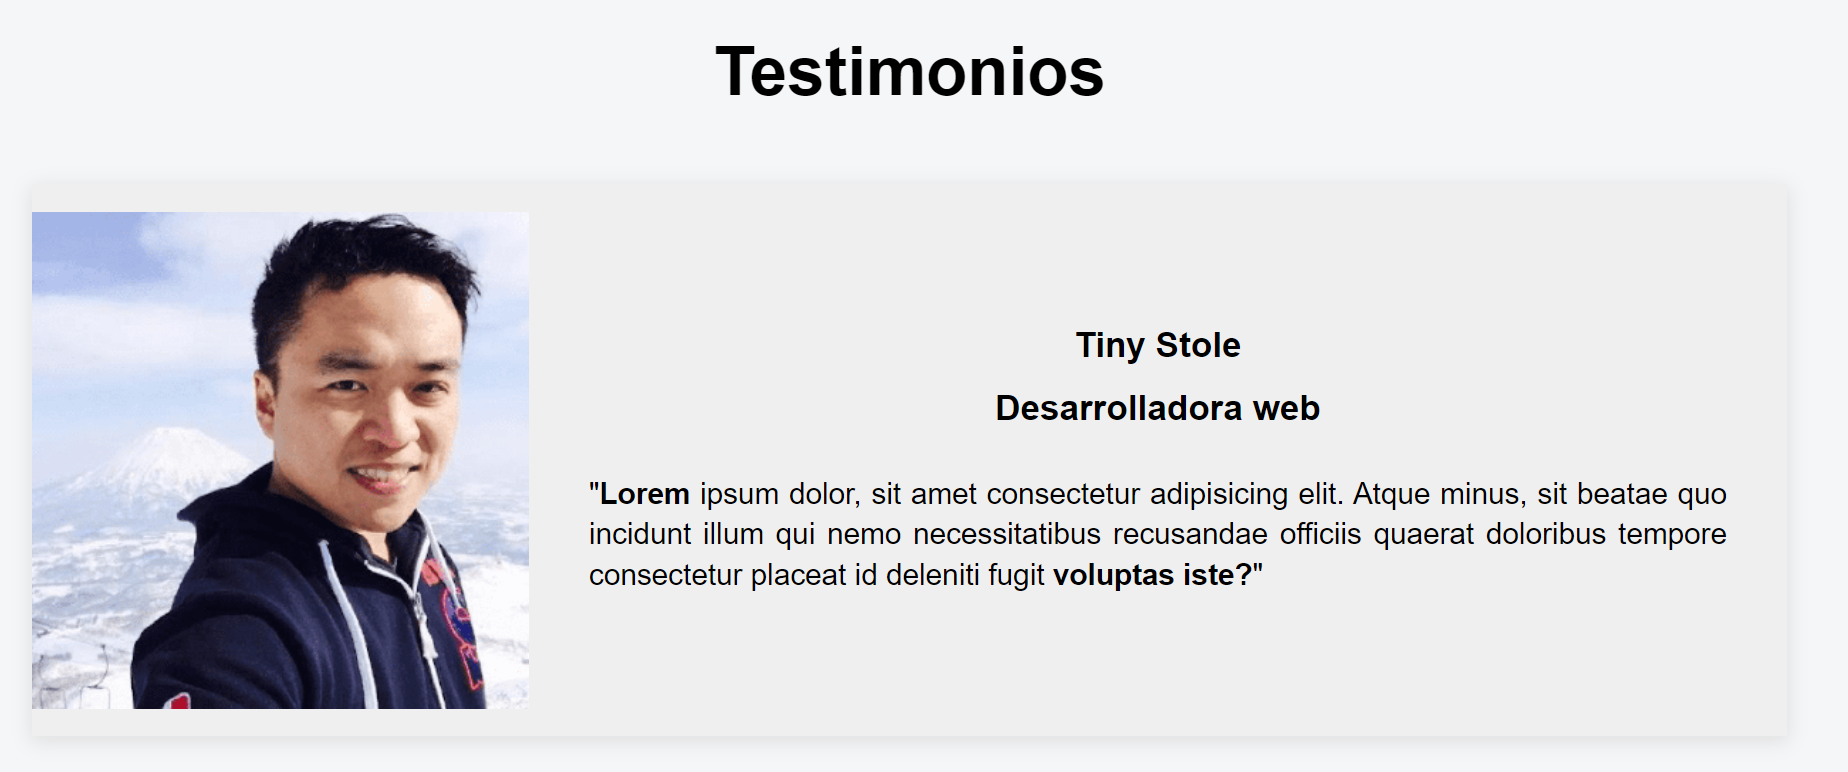 Testimonios
Tiny Stole
Desarrolladora web
"Lorem ipsum dolor, sit amet consectetur adipisicing elit. Atque minus, sit beatae quo
incidunt illum qui nemo necessitatibus recusandae officiis quaerat doloribus tempore
consectetur placeat id deleniti fugit voluptas iste?"